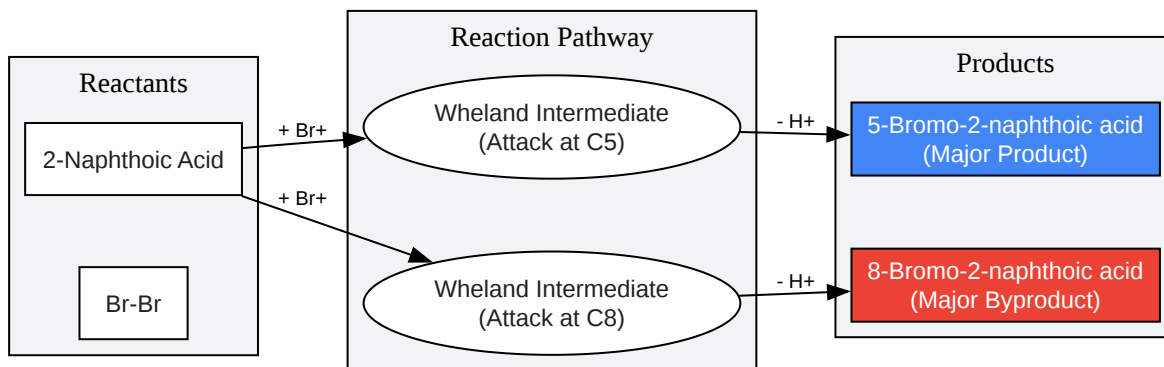 Reactants
2-Naphthoic Acid
Br-Br
+ Br+
+ Br+
Reaction Pathway
Wheland Intermediate
(Attack at C5)
Wheland Intermediate
(Attack at C8)
- H+
- H+
Products
5-Bromo-2-naphthoic acid
(Major Product)
8-Bromo-2-naphthoic acid
(Major Byproduct)